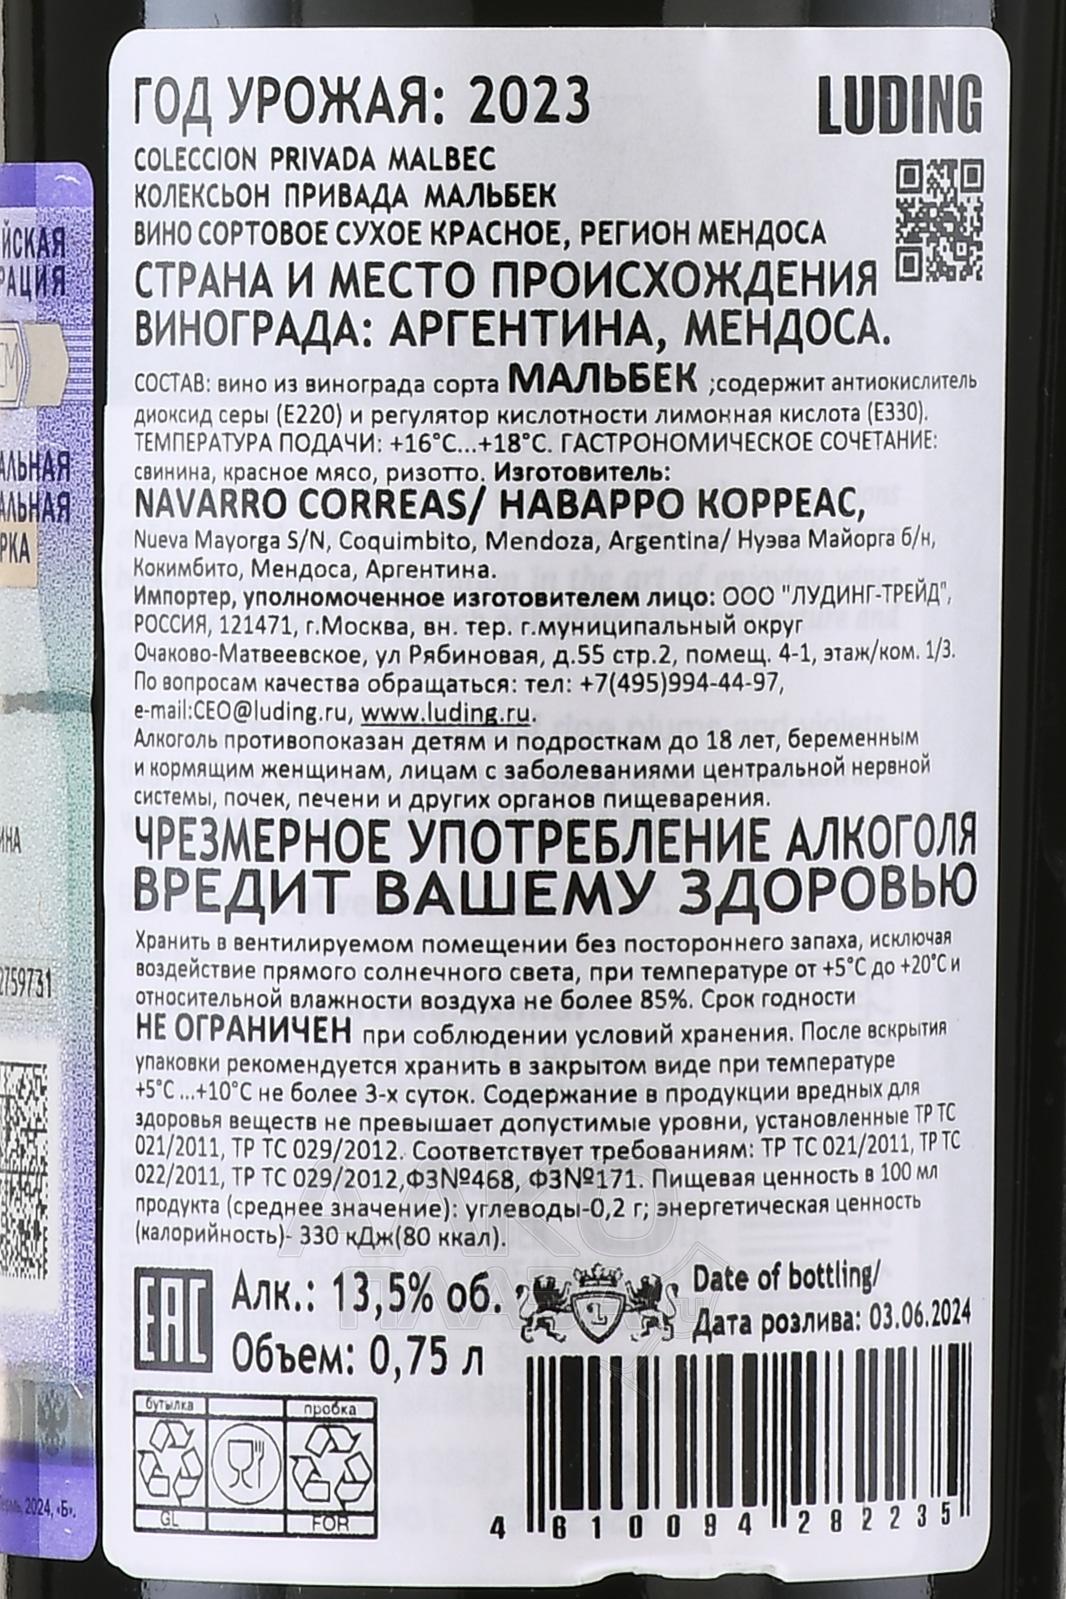 ГОД УРОЖАЯ: 2023
LUDING
COLECCION PRIVADA MALBEC
КОЛЕКСЬОН ПРИВАДА МАЛЬБЕК
ВИНО СОРТОВОЕ СУХОЕ КРАСНОЕ, РЕГИОН МЕНДОСА
СТРАНА И МЕСТО ПРОИСХОЖДЕНИЯ
ВИНОГРАДА: АРГЕНТИНА, МЕНДОСА.
СОСТАВ: вино из винограда сорта МАЛЬБЕК ;содержит антиокислитель
диоксид серы (Е220) и регулятор кислотности лимонная кислота (Е330).
ТЕМПЕРАТУРА ПОДАЧИ: +16°С...+18°С. ГАСТРОНОМИЧЕСКОЕ СОЧЕТАНИЕ:
свинина, красное мясо, ризотто. Изготовитель:
NAVARRO CORREAS/ НАВАРРО КОРРЕАС,
Nueva Mayorga S/N, Coquimbito, Mendoza, Argentina/ Нуэва Майорга б/н,
Кокимбито, Мендоса, Аргентина.
Импортер, уполномоченное изготовителем лицо: ООО "ЛУДИНГ-ТРЕЙД",
РОССИЯ, 121471, г.Москва, вн. тер. г.муниципальный округ
Очаково-Матвеевское, ул Рябиновая, д.55 стр.2, помещ. 4-1, этаж/ком. 1/3.
По вопросам качества обращаться: тел: +7(495)994-44-97,
e-mail:CEO@luding.ru, www.luding.ru.
Алкоголь противопоказан детям и подросткам до 18 лет, беременным
и кормящим женщинам, лицам с заболеваниями центральной нервной
системы, почек, печени и других органов пищеварения.
ЧРЕЗМЕРНОЕ УПОТРЕБЛЕНИЕ АЛКОГОЛЯ
ВРЕДИТ ВАШЕМУ ЗДОРОВЬЮ
Хранить в вентилируемом помещении без постороннего запаха, исключая
воздействие прямого солнечного света, при температуре от +5°С до +20°С и
относительной влажности воздуха не более 85%. Срок годности
НЕ ОГРАНИЧЕН при соблюдении условий хранения. После вскрытия
упаковки рекомендуется хранить в закрытом виде при температуре
+5°С ...+10°С не более 3-х суток. Содержание в продукции вредных для
здоровья веществ не превышает допустимые уровни, установленные ТР ТС
021/2011, ТР ТС 029/2012. Соответствует требованиям: ТР ТС 021/2011, ТР ТС
022/2011, ТР ТС 029/2012,ФЗ№468, ФЗ№171. Пищевая ценность в 100 мл
продукта (среднее значение): углеводы-0,2 г; энергетическая ценность
(калорийность)- 330 кДж(80 ккал).
EAC
Алк.: 13,5% об.
Объем: 0,75 л
Date of bottling/
Дата розлива: 03.06.2024
бутылка
пробка
GL
FOR
4 610094 282235
ЙСКАЯ
РАЦИЯ
АЛЬНАЯ
АЛЬНАЯ
РКА
ИНА
2759731
2024, «Б».